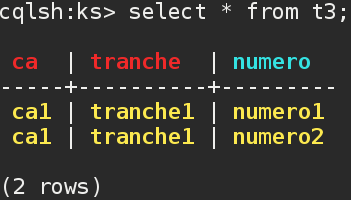 cqlsh:ks> select * from t3;
ca | tranche | numero
-----+----------+---------
ca1 | tranche1 | numero1
ca1 | tranche1 | numero2
(2 rows)